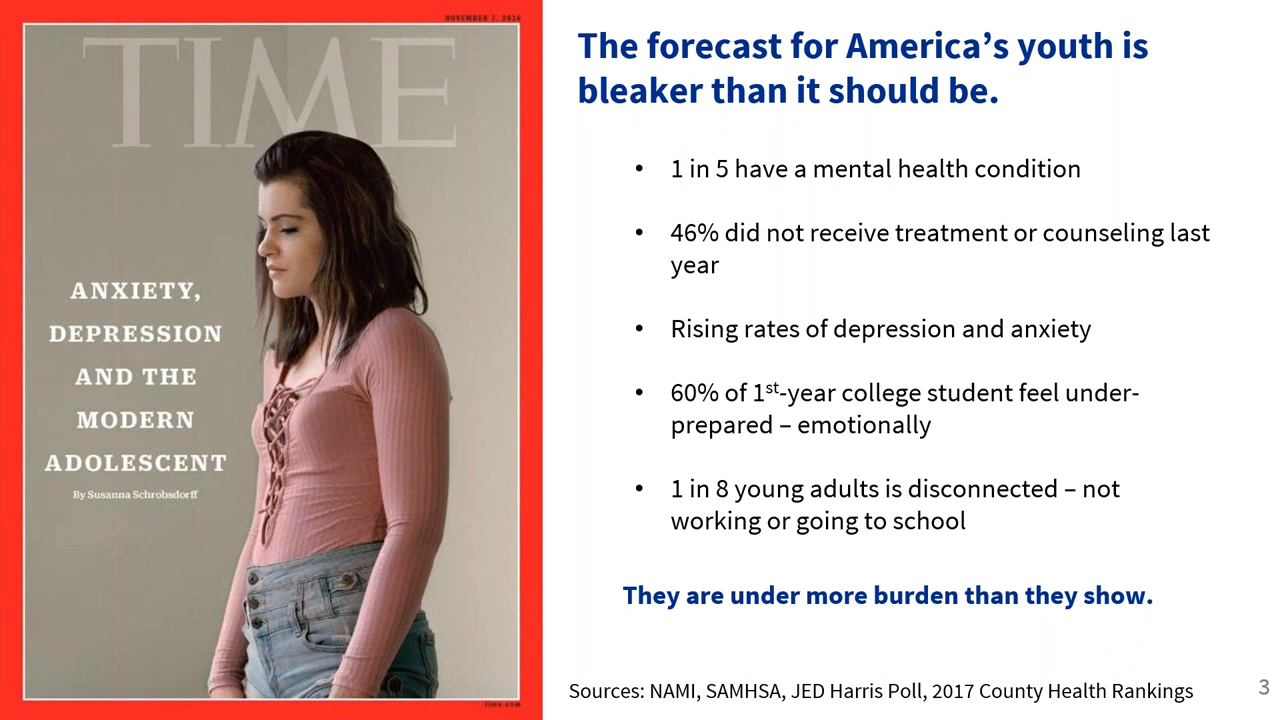 NOVEMBER 7, 2016
TIME
ANXIETY,
DEPRESSION
AND THE
MODERN
ADOLESCENT
By Susanna Schrobsdorff
time.com
The forecast for America’s youth is
bleaker than it should be.
• 1 in 5 have a mental health condition
• 46% did not receive treatment or counseling last
year
• Rising rates of depression and anxiety
• 60% of 1st-year college student feel under-
prepared – emotionally
• 1 in 8 young adults is disconnected – not
working or going to school
They are under more burden than they show.
Sources: NAMI, SAMHSA, JED Harris Poll, 2017 County Health Rankings
3